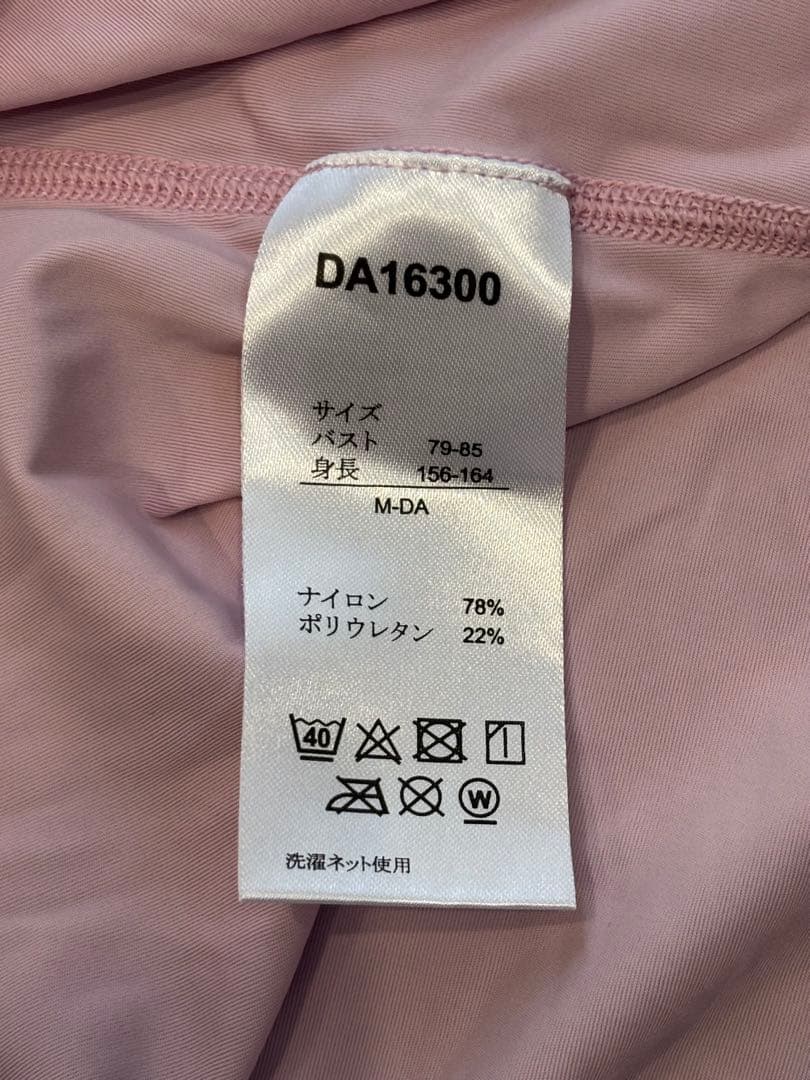 DA16300
サイズ
バスト 79-85
身長 156-164
M-DA
ナイロン 78%
ポリウレタン 22%
40
W
洗濯ネット使用